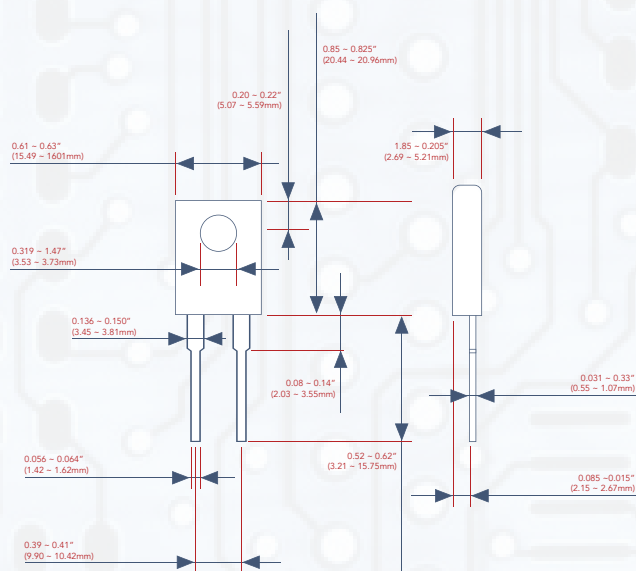 0.85 ~ 0.825"
(20.44 ~ 20.96mm)
0.20 ~ 0.22"
(5.07 ~ 5.59mm)
0.61 ~ 0.63"
(15.49 ~ 1601mm)
1.85 ~ 0.205"
(2.69 ~ 5.21mm)
0.319 ~ 1.47"
(3.53 ~ 3.73mm)
0.136 ~ 0.150"
(3.45 ~ 3.81mm)
0.08 ~ 0.14"
(2.03 ~ 3.55mm)
0.031 ~ 0.33"
(0.55 ~ 1.07mm)
0.056 ~ 0.064"
(1.42 ~ 1.62mm)
0.52 ~ 0.62"
(3.21 ~ 15.75mm)
0.085 ~0.015"
(2.15 ~ 2.67mm)
0.39 ~ 0.41"
(9.90 ~ 10.42mm)